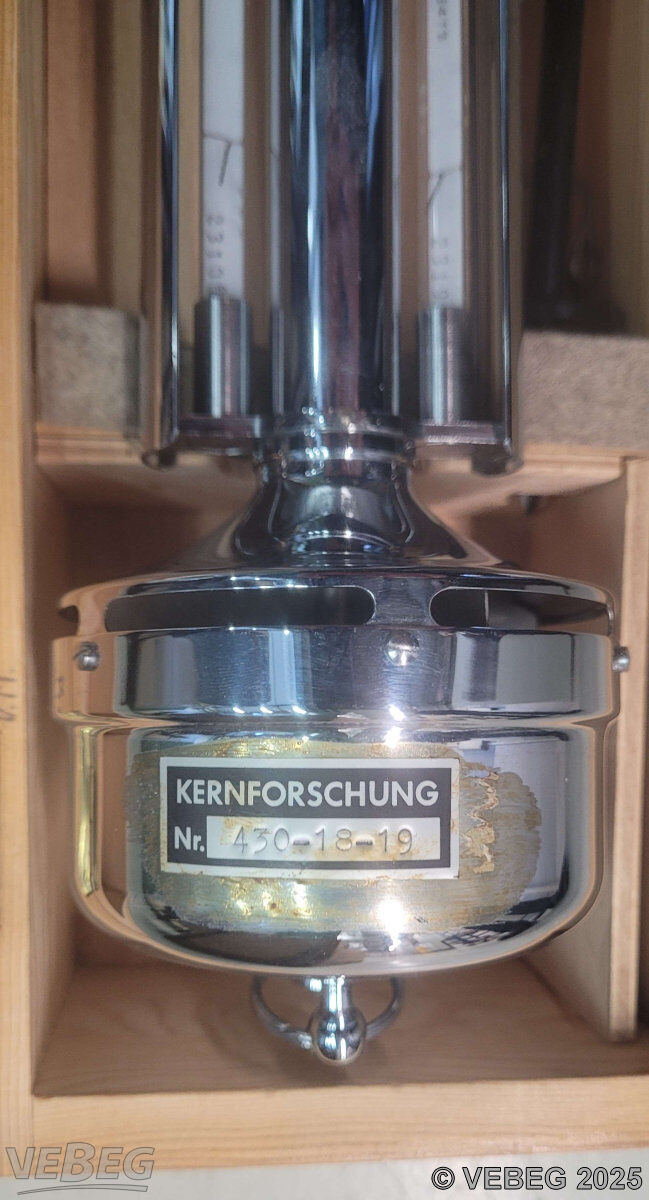 KERNFORSCHUNG
Nr. 430-18-19
VEBEG
© VEBEG 2025